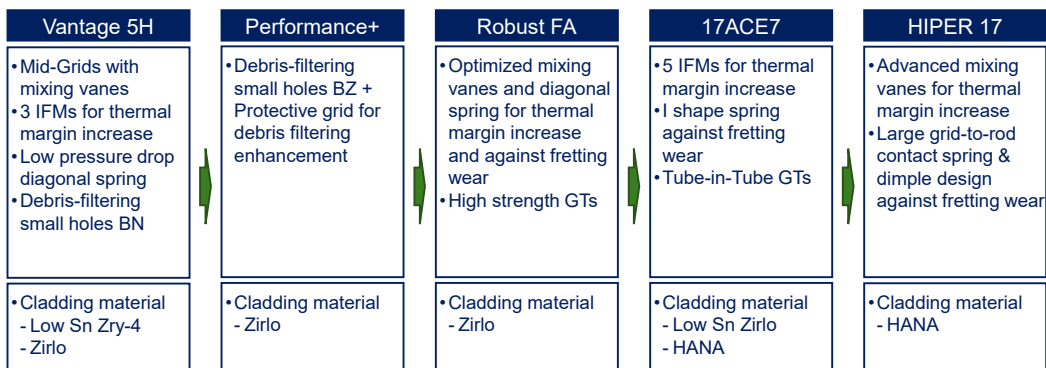 Vantage 5H
•Mid-Grids with
mixing vanes
•3 IFMs for thermal
margin increase
•Low pressure drop
diagonal spring
•Debris-filtering
small holes BN
•Cladding material
- Low Sn Zry-4
- Zirlo
Performance+
•Debris-filtering
small holes BZ +
Protective grid for
debris filtering
enhancement
•Cladding material
- Zirlo
Robust FA
•Optimized mixing
vanes and diagonal
spring for thermal
margin increase
and against fretting
wear
•High strength GTs
•Cladding material
- Zirlo
17ACE7
•5 IFMs for thermal
margin increase
•I shape spring
against fretting
wear
•Tube-in-Tube GTs
•Cladding material
- Low Sn Zirlo
- HANA
HIPER 17
•Advanced mixing
vanes for thermal
margin increase
•Large grid-to-rod
contact spring &
dimple design
against fretting wear
•Cladding material
- HANA